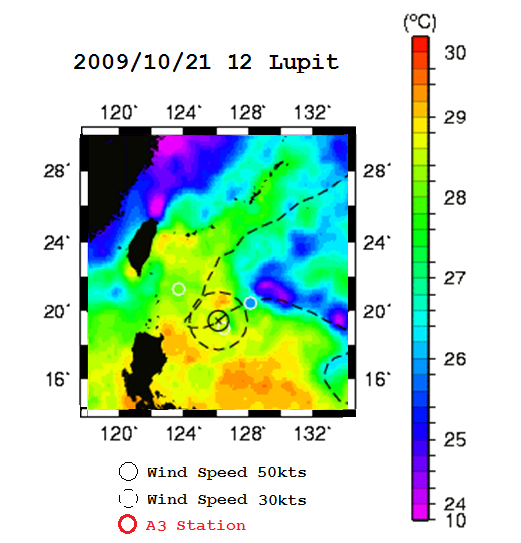 (°C)
2009/10/21 12 Lupit
120° 124° 128° 132°
30
29
28
27
26
25
24
10
28°
24°
20°
16°
28°
24°
20°
16°
120° 124° 128° 132°
Wind Speed 50kts
Wind Speed 30kts
A3 Station